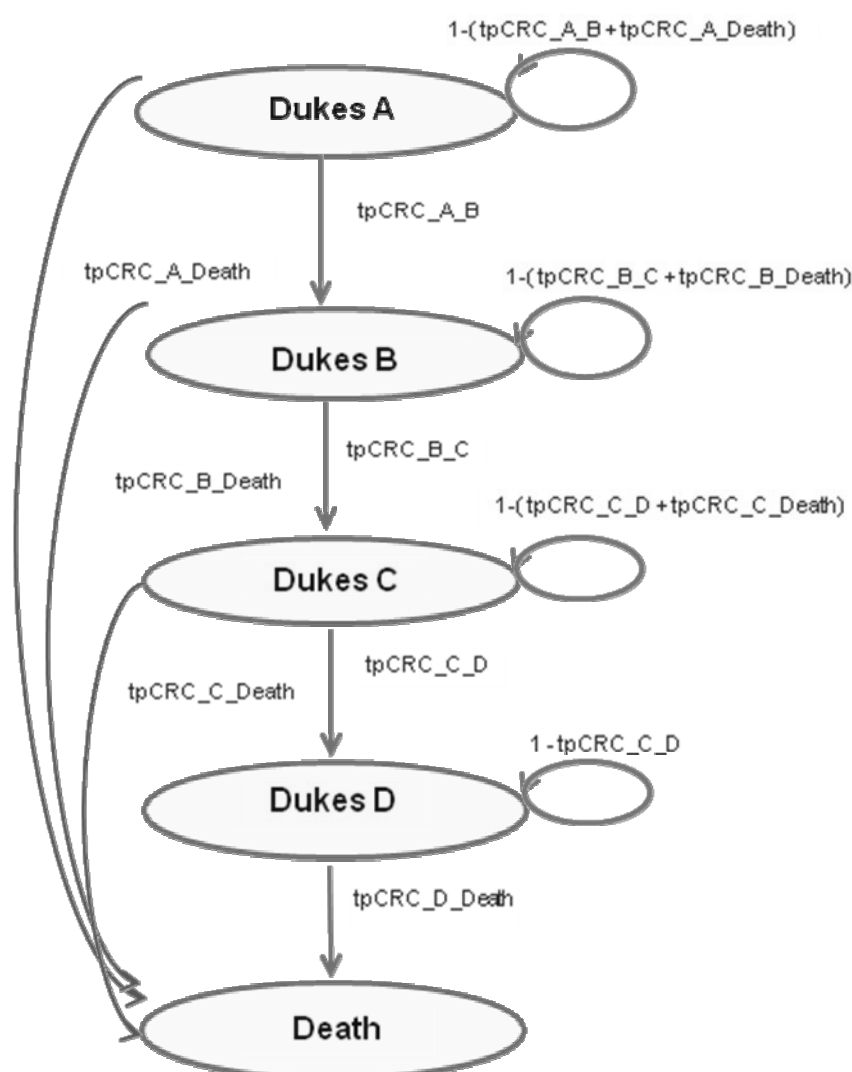 1-(tpCRC_A_B+tpCRC_A_Death)
Dukes A
tpCRC_A_B
tpCRC_A_Death
1-(tpCRC_B_C +tpCRC_B_Death)
Dukes B
tpCRC_B_C
tpCRC_B_Death
1-(tpCRC_C_D +tpCRC_C_Death)
Dukes C
tpCRC_C_D
tpCRC_C_Death
1-tpCRC_C_D
Dukes D
tpCRC_D_Death
Death